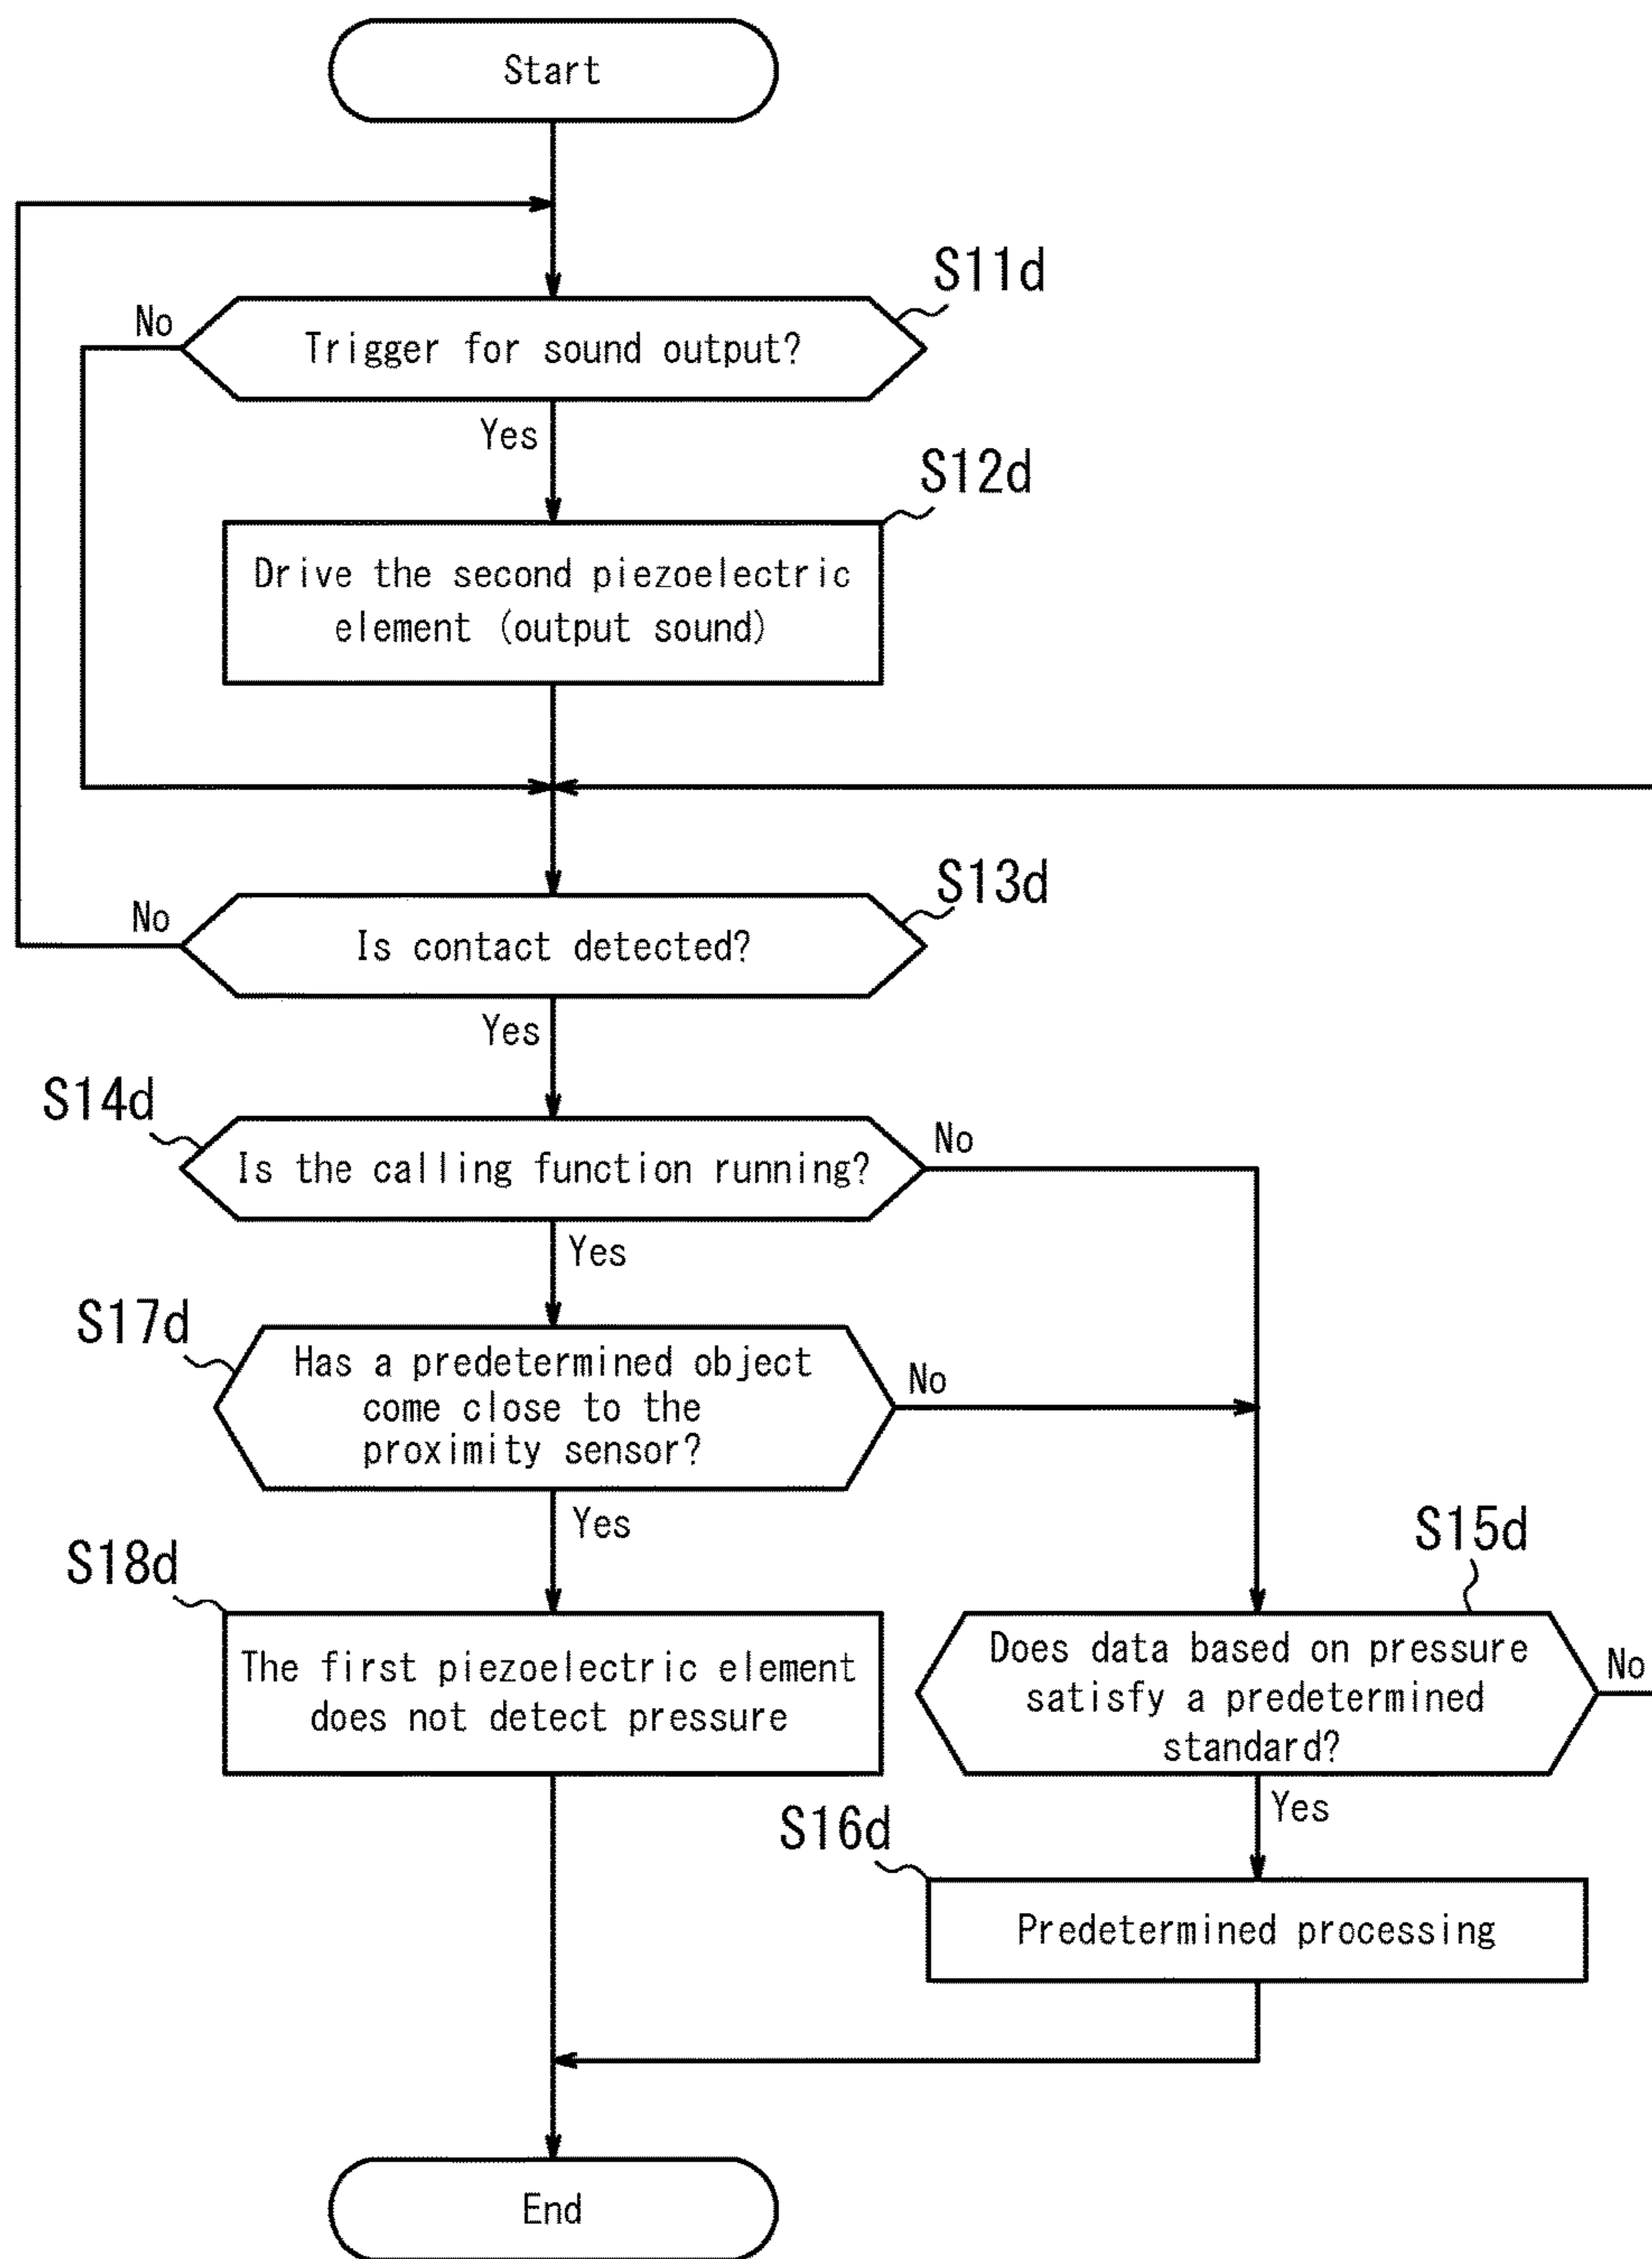 Start
S11d
No
Trigger for sound output?
Yes
S12d
Drive the second piezoelectric
element (output sound)
S13d
No
Is contact detected?
Yes
S14d
No
Is the calling function running?
Yes
S17d
Has a predetermined object
come close to the
proximity sensor?
No
Yes
S18d
The first piezoelectric element
does not detect pressure
S15d
Does data based on pressure
satisfy a predetermined
standard?
No
Yes
S16d
Predetermined processing
End